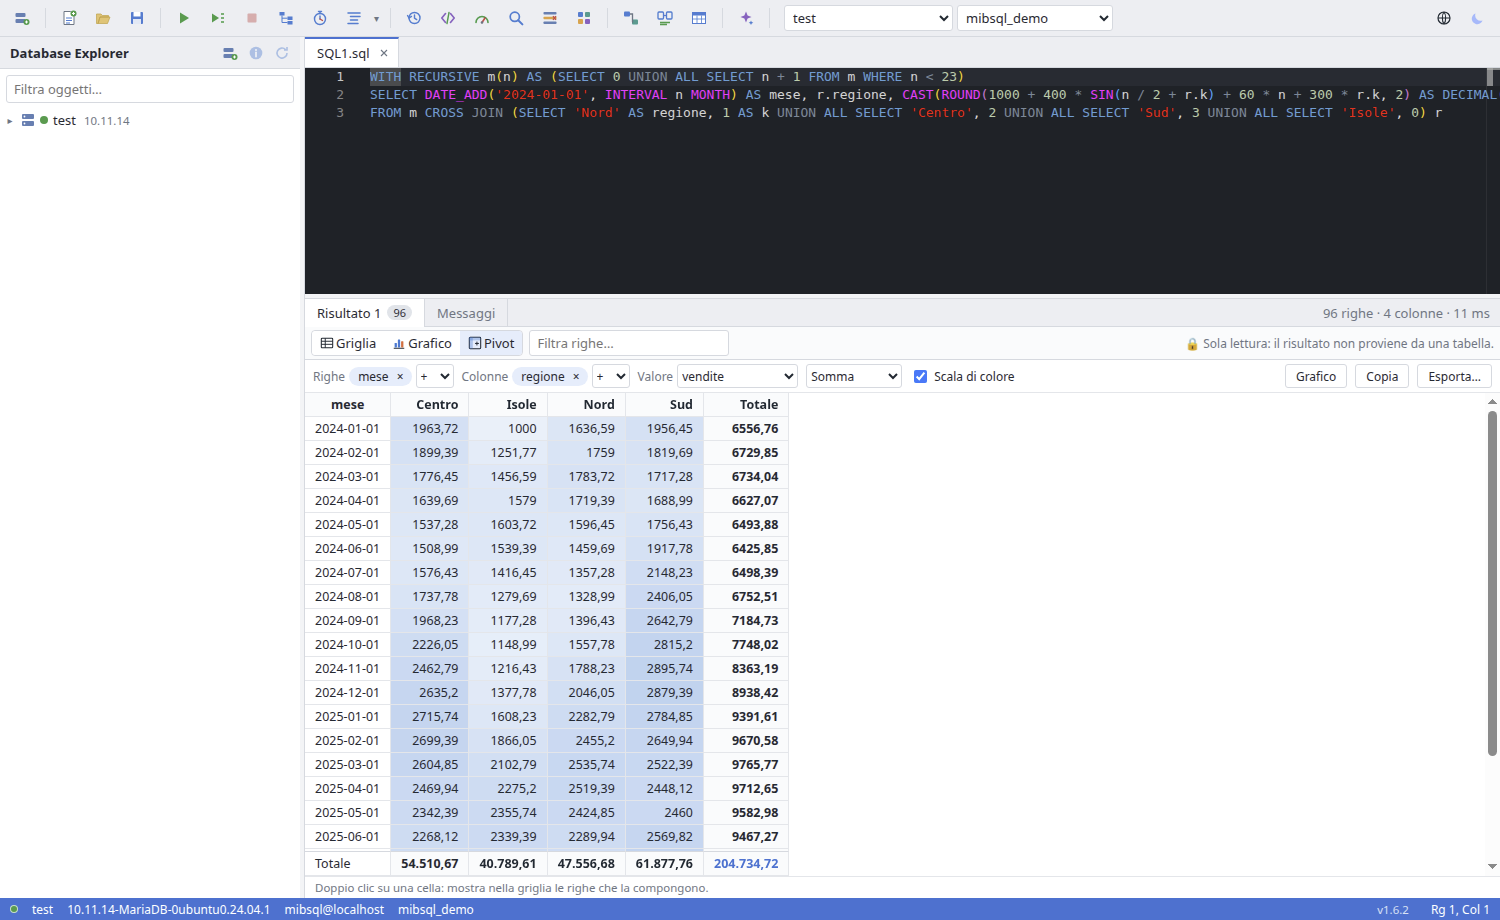 test
mibsql_demo
Database Explorer
SQL1.sql ×
Filtra oggetti...
test 10.11.14
1 WITH RECURSIVE m(n) AS (SELECT 0 UNION ALL SELECT n + 1 FROM m WHERE n < 23)
2 SELECT DATE_ADD('2024-01-01', INTERVAL n MONTH) AS mese, r.regione, CAST(ROUND(1000 + 400 * SIN(n / 2 + r.k) + 60 * n + 300 * r.k, 2) AS DECIMAL
3 FROM m CROSS JOIN (SELECT 'Nord' AS regione, 1 AS k UNION ALL SELECT 'Centro', 2 UNION ALL SELECT 'Sud', 3 UNION ALL SELECT 'Isole', 0) r
Risultato 1 96 Messaggi 96 righe · 4 colonne · 11 ms
Griglia Grafico Pivot Filtra righe... Sola lettura: il risultato non proviene da una tabella.
Righe mese × + Colonne regione × + Valore vendite Somma Scala di colore Grafico Copia Esporta...
mese Centro Isole Nord Sud Totale
2024-01-01 1963,72 1000 1636,59 1956,45 6556,76
2024-02-01 1899,39 1251,77 1759 1819,69 6729,85
2024-03-01 1776,45 1456,59 1783,72 1717,28 6734,04
2024-04-01 1639,69 1579 1719,39 1688,99 6627,07
2024-05-01 1537,28 1603,72 1596,45 1756,43 6493,88
2024-06-01 1508,99 1539,39 1459,69 1917,78 6425,85
2024-07-01 1576,43 1416,45 1357,28 2148,23 6498,39
2024-08-01 1737,78 1279,69 1328,99 2406,05 6752,51
2024-09-01 1968,23 1177,28 1396,43 2642,79 7184,73
2024-10-01 2226,05 1148,99 1557,78 2815,2 7748,02
2024-11-01 2462,79 1216,43 1788,23 2895,74 8363,19
2024-12-01 2635,2 1377,78 2046,05 2879,39 8938,42
2025-01-01 2715,74 1608,23 2282,79 2784,85 9391,61
2025-02-01 2699,39 1866,05 2455,2 2649,94 9670,58
2025-03-01 2604,85 2102,79 2535,74 2522,39 9765,77
2025-04-01 2469,94 2275,2 2519,39 2448,12 9712,65
2025-05-01 2342,39 2355,74 2424,85 2460 9582,98
2025-06-01 2268,12 2339,39 2289,94 2569,82 9467,27
Totale 54.510,67 40.789,61 47.556,68 61.877,76 204.734,72
Doppio clic su una cella: mostra nella griglia le righe che la compongono.
test 10.11.14-MariaDB-0ubuntu0.24.04.1 mibsql@localhost mibsql_demo v1.6.2 Rg 1, Col 1